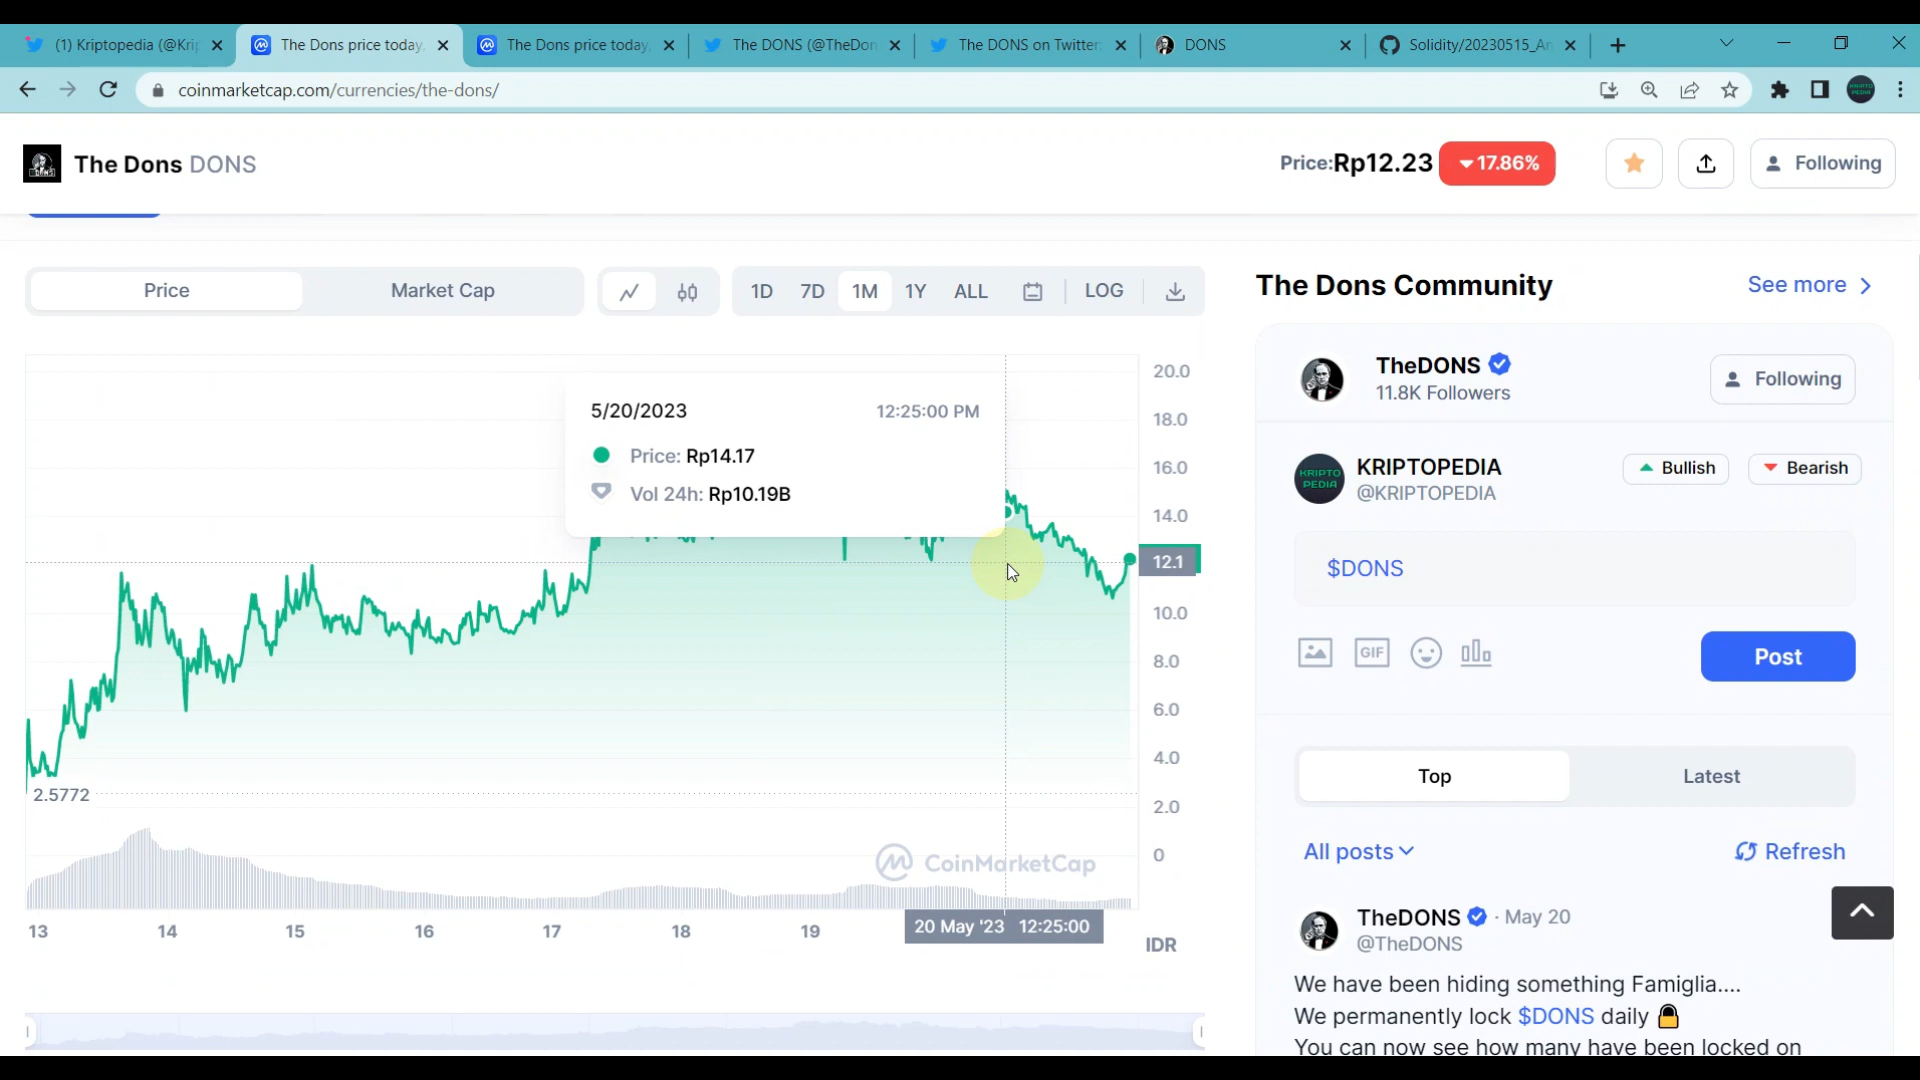 (1) Kriptopedia (@Krip
The Dons price today,
The Dons price today,
The DONS (@TheDon
The DONS on Twitter:
DONS
Solidity/20230515_An
coinmarketcap.com/currencies/the-dons/
The Dons DONS
Price:Rp12.23
17.86%
Following
Price
Market Cap
1D
7D
1M
1Y
ALL
LOG
The Dons Community
See more
TheDONS
11.8K Followers
Following
5/20/2023
12:25:00 PM
Price: Rp14.17
Vol 24h: Rp10.19B
KRIPTO
PEDIA
KRIPTOPEDIA
@KRIPTOPEDIA
Bullish
Bearish
$DONS
GIF
Post
20.0
18.0
16.0
14.0
12.1
10.0
8.0
6.0
4.0
2.0
0
2.5772
CoinMarketCap
13
14
15
16
17
18
19
20 May '23 12:25:00
IDR
Top
Latest
All posts
Refresh
TheDONS · May 20
@TheDONS
We have been hiding something Famiglia....
We permanently lock $DONS daily
You can now see how many have been locked on